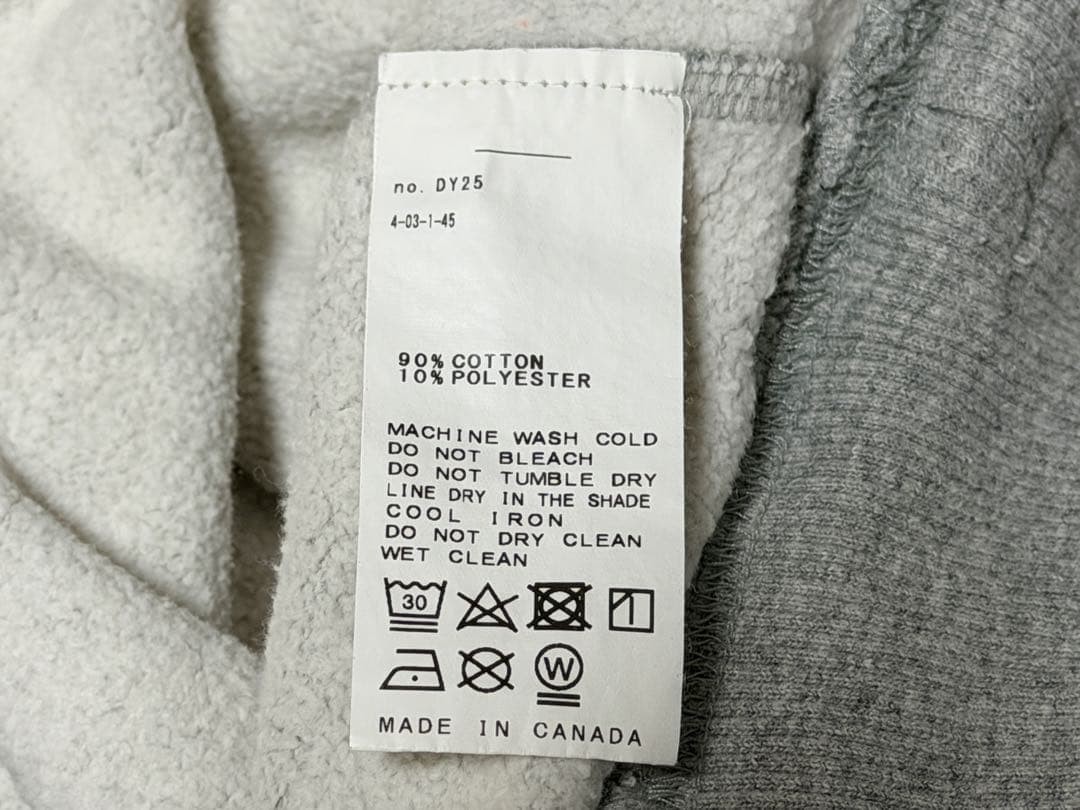 no. DY25
4-03-1-45
90% COTTON
10% POLYESTER
MACHINE WASH COLD
DO NOT BLEACH
DO NOT TUMBLE DRY
LINE DRY IN THE SHADE
COOL IRON
DO NOT DRY CLEAN
WET CLEAN
30
W
MADE IN CANADA